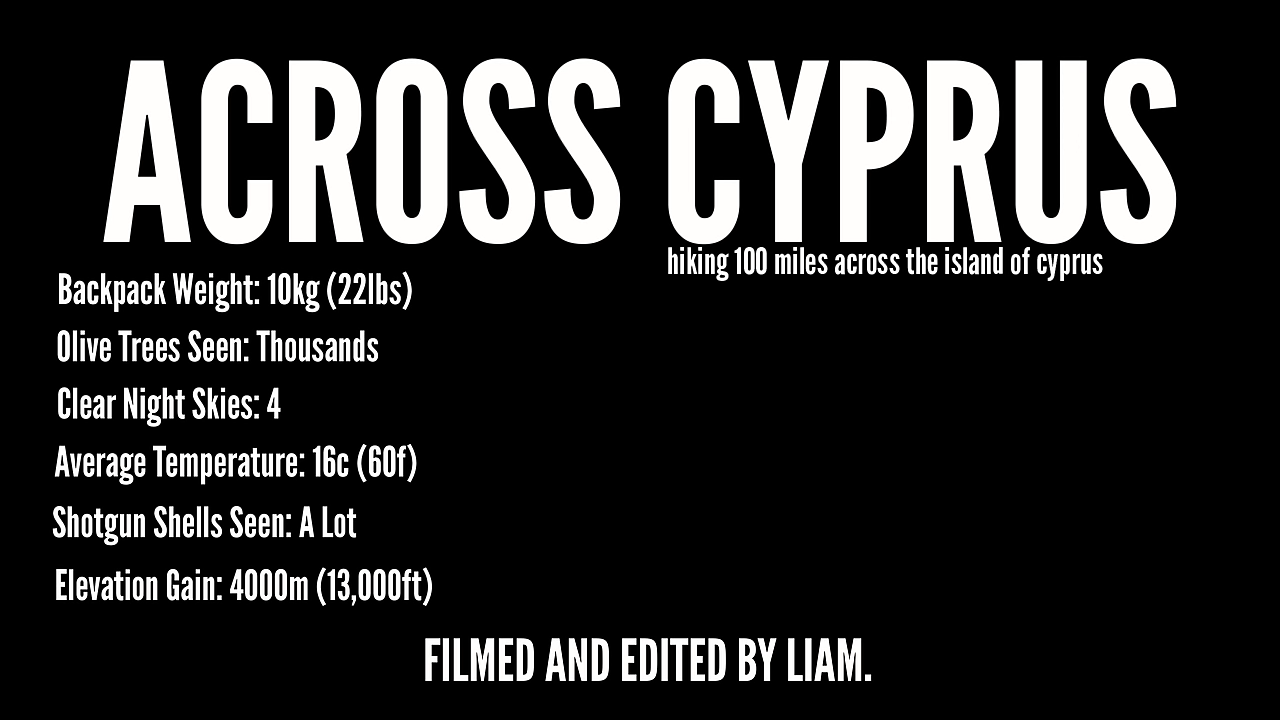 ACROSS CYPRUS
hiking 100 miles across the island of cyprus
Backpack Weight: 10kg (22lbs)
Olive Trees Seen: Thousands
Clear Night Skies: 4
Average Temperature: 16c (60f)
Shotgun Shells Seen: A Lot
Elevation Gain: 4000m (13,000ft)
FILMED AND EDITED BY LIAM.